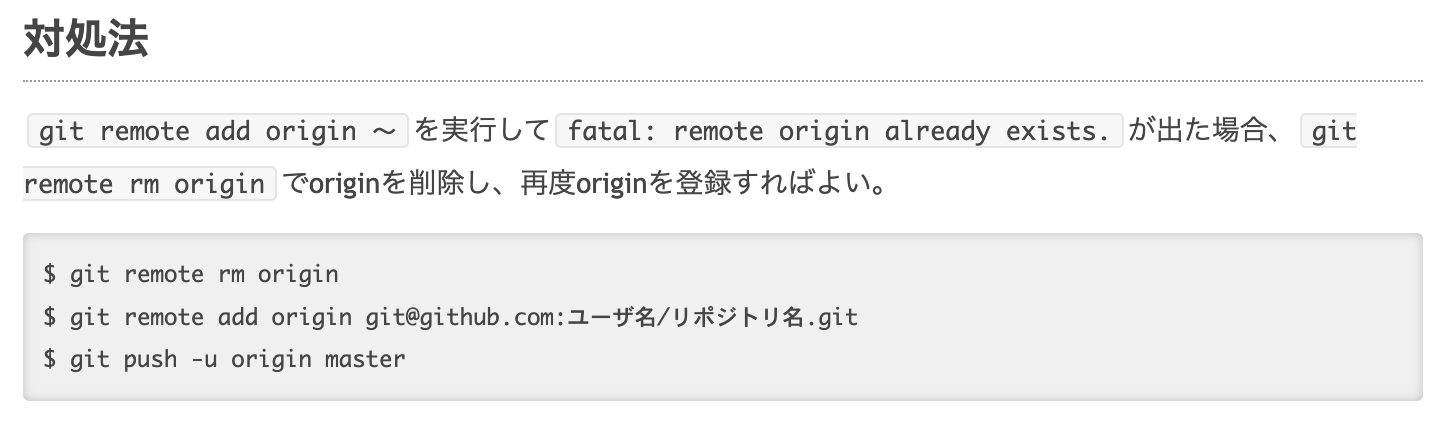 対処法
git remote add origin ～ を実行して fatal: remote origin already exists. が出た場合、 git
remote rm origin でoriginを削除し、再度originを登録すればよい。
$ git remote rm origin
$ git remote add origin git@github.com:ユーザ名/リポジトリ名.git
$ git push -u origin master